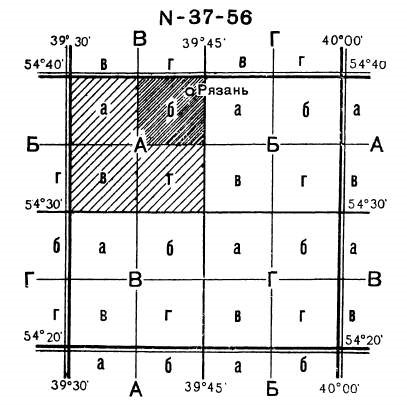 N-37-56
39°30' В 39°45' Г 40°00'
54°40' в г в г 54°40
а б Рязань а б а
Б А Б А
г в г в г в
54°30' 54°30'
б а б а б а
Г В Г В
г в г в г в
54°20' 54°20'
а б а б
39°30' А 39°45' Б 40°00'